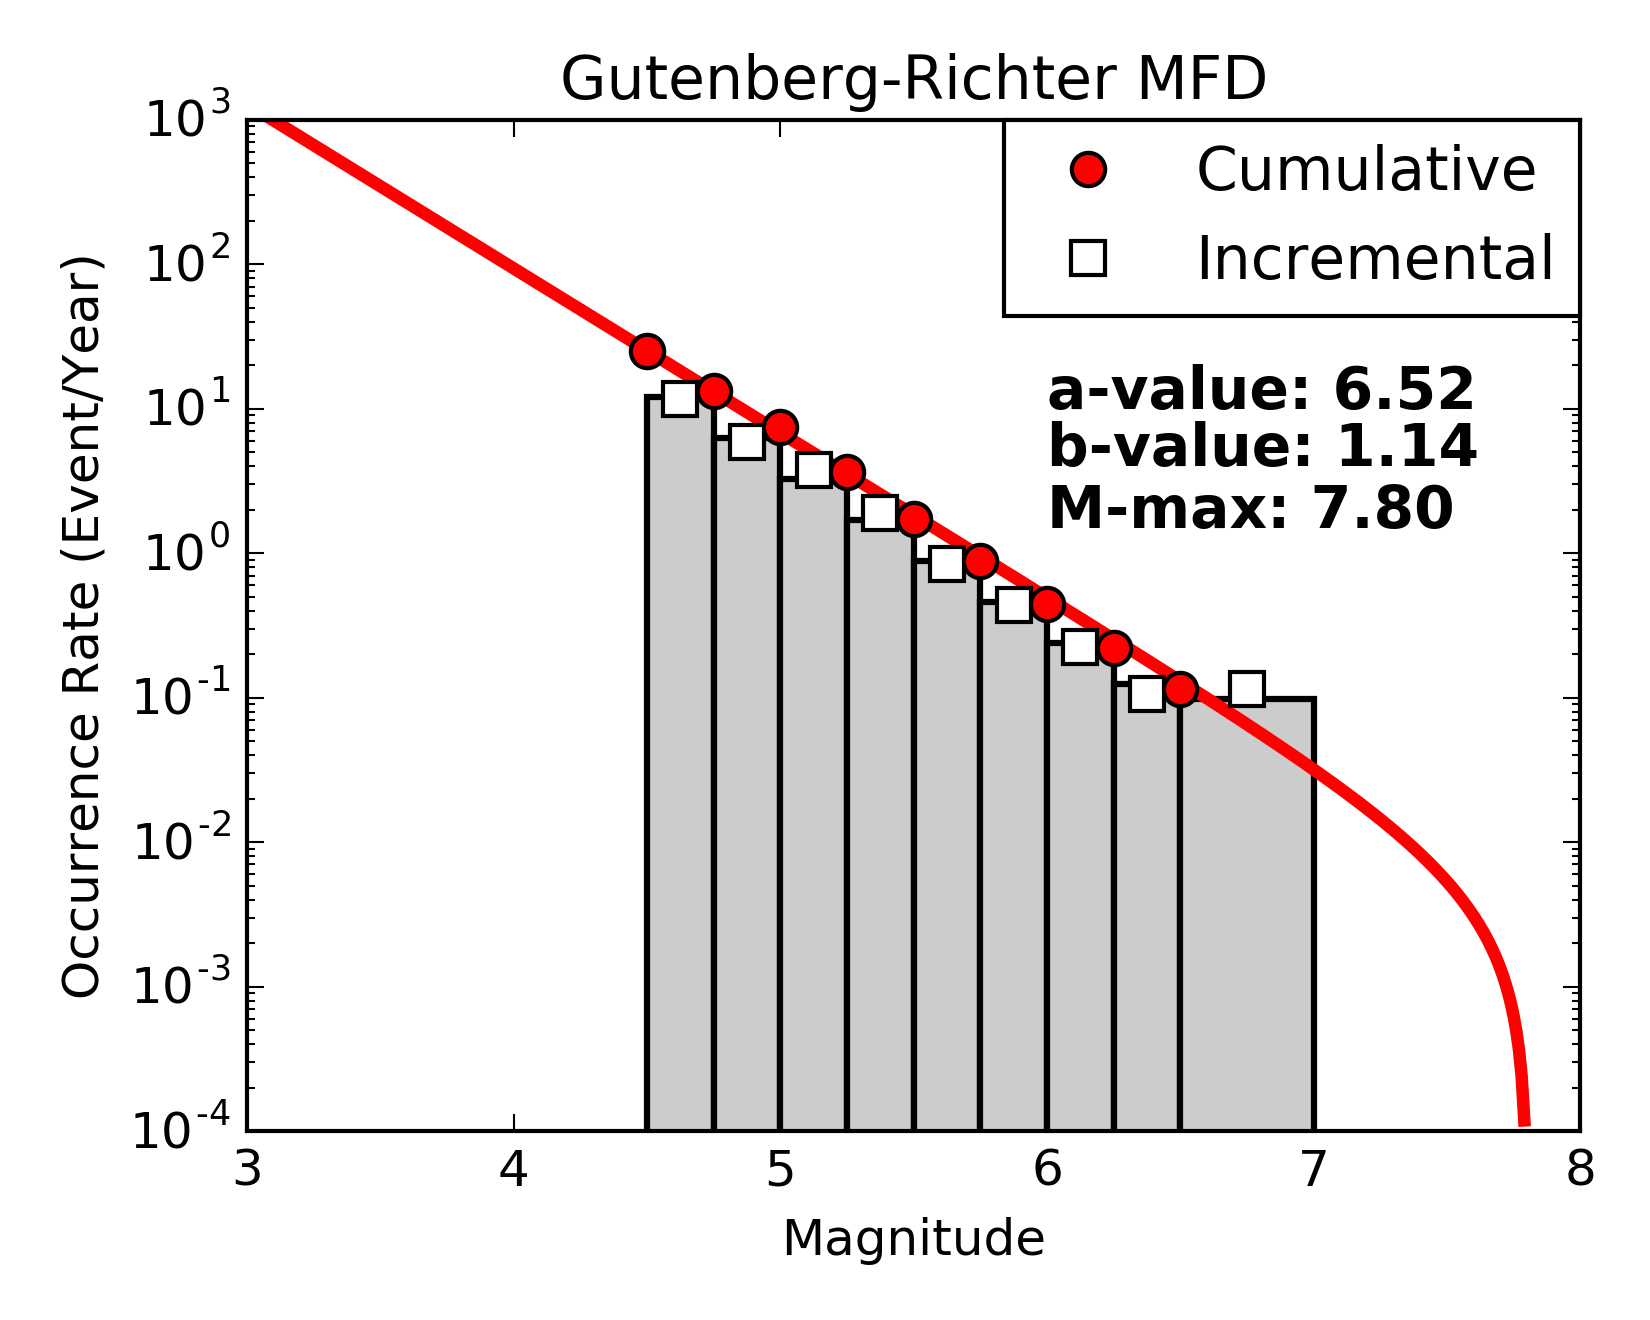 Gutenberg-Richter MFD
Cumulative
Incremental
a-value: 6.52
b-value: 1.14
M-max: 7.80
Occurrence Rate (Event/Year)
10^3
10^2
10^1
10^0
10^-1
10^-2
10^-3
10^-4
3 4 5 6 7 8
Magnitude